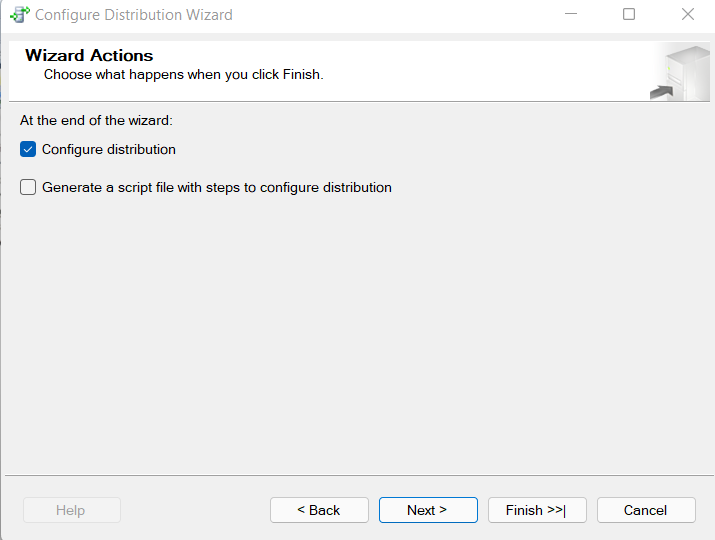 Configure Distribution Wizard
Wizard Actions
Choose what happens when you click Finish.
At the end of the wizard:
Configure distribution
Generate a script file with steps to configure distribution
Help
< Back
Next >
Finish >>|
Cancel